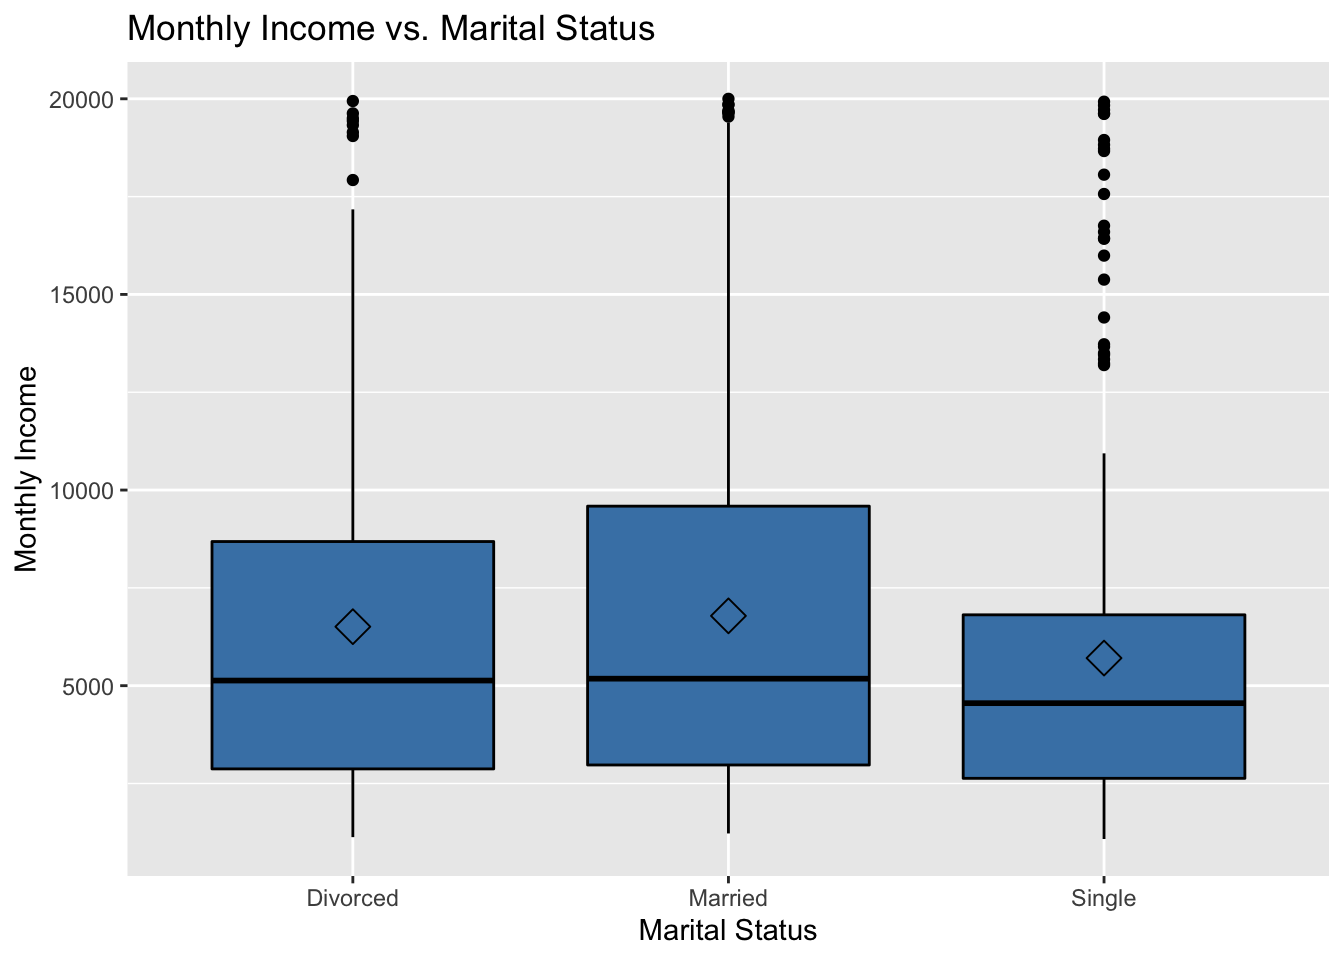 Monthly Income vs. Marital Status
20000
15000
10000
5000
Monthly Income
Divorced Married Single
Marital Status